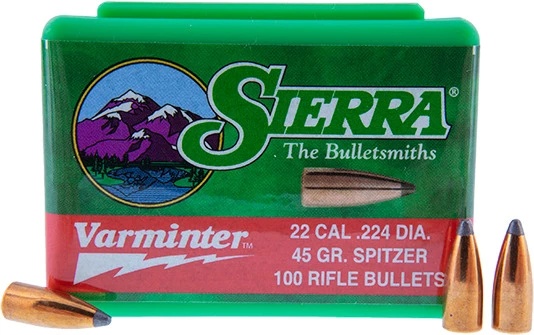 SIERRA®
The Bulletsmiths
Varminter™
22 CAL .224 DIA.
45 GR. SPITZER
100 RIFLE BULLETS